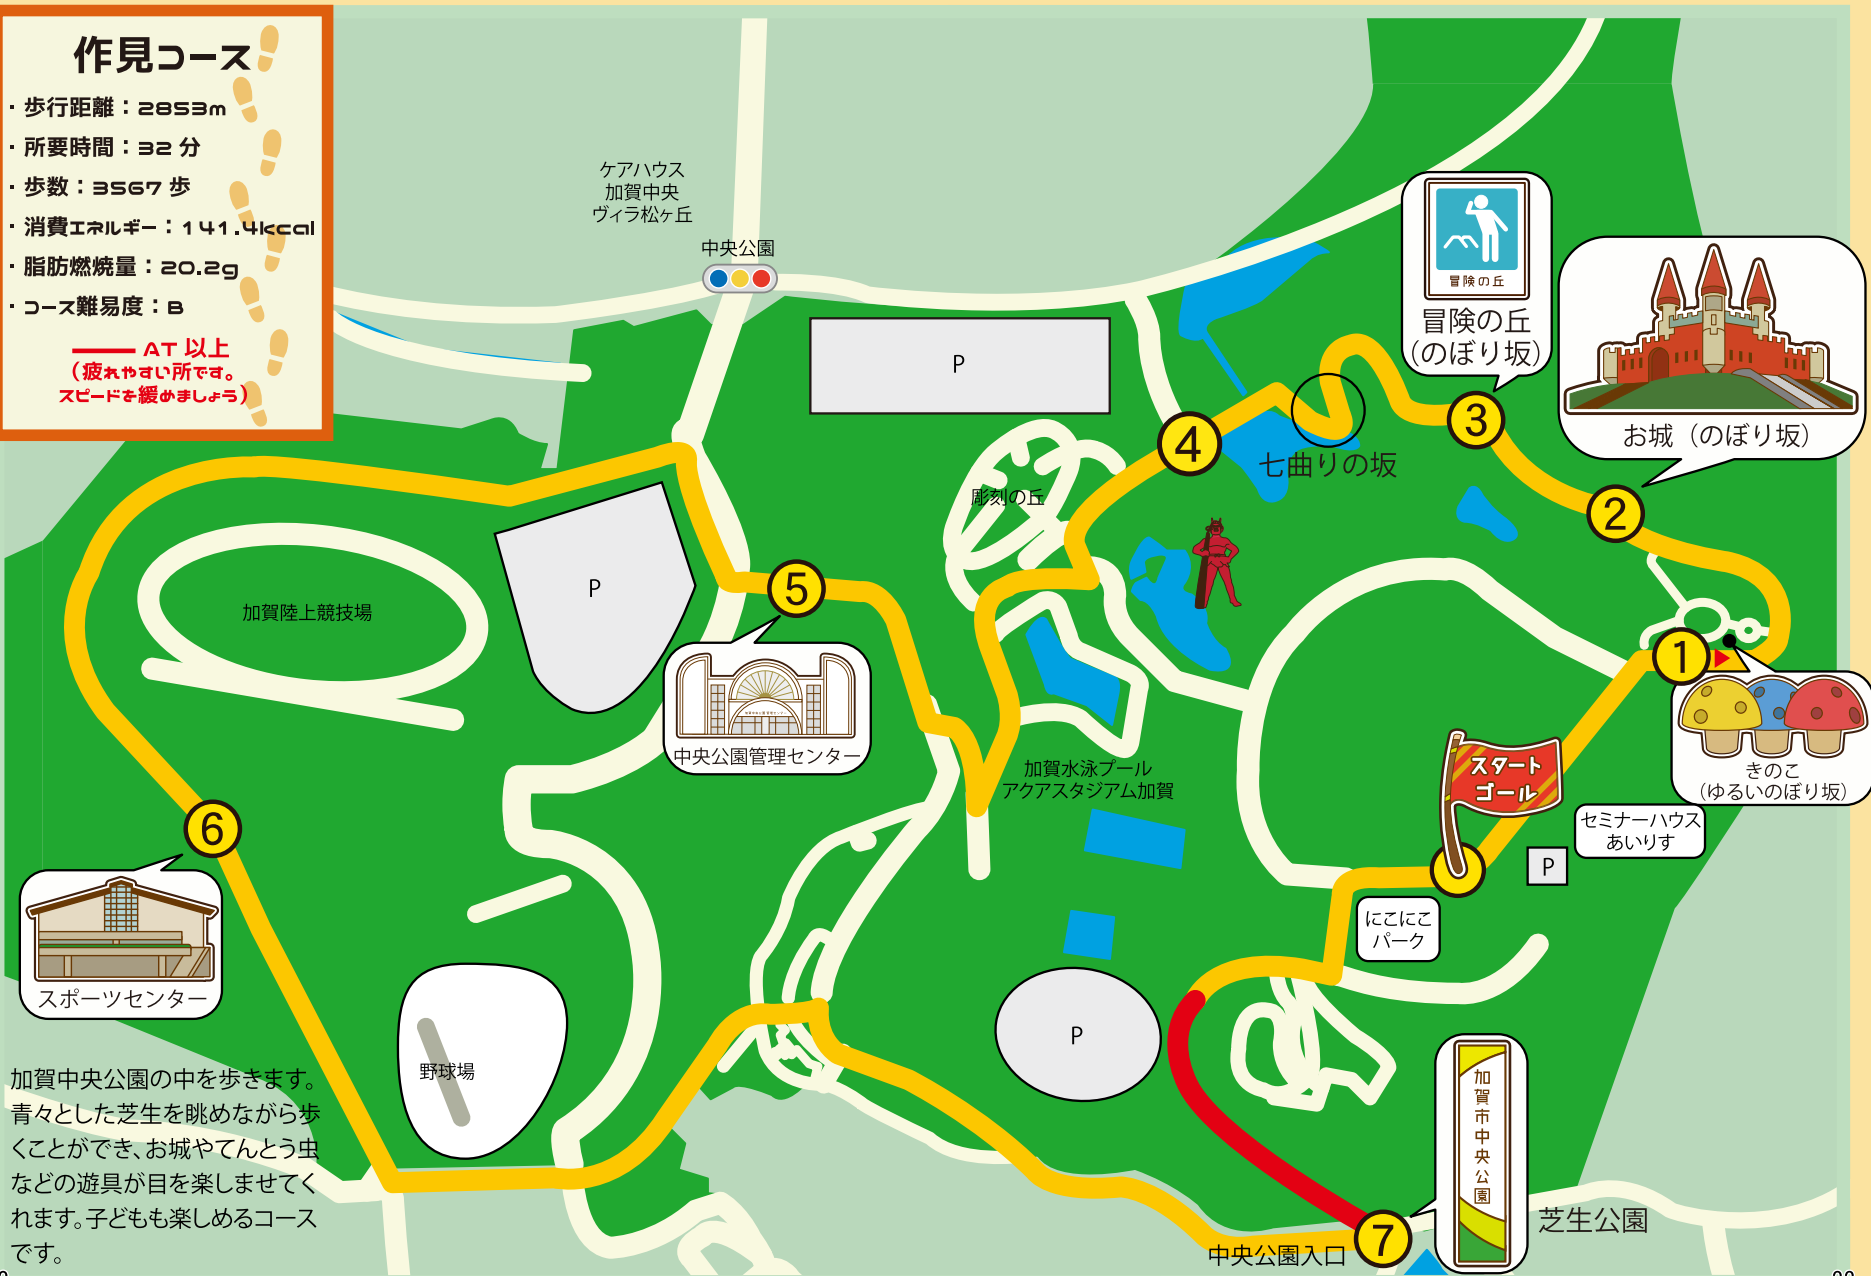 作見コース
・歩行距離：2853m
・所要時間：32 分
・歩数：3567 歩
・消費エネルギー：141.4kcal
・脂肪燃焼量：20.2g
・コース難易度：B
AT 以上
（疲れやすい所です。
スピードを緩めましょう）
ケアハウス
加賀中央
ヴィラ松ヶ丘
中央公園
P
冒険の丘
冒険の丘
（のぼり坂）
お城（のぼり坂）
3
4
七曲りの坂
彫刻の丘
2
P
5
加賀陸上競技場
1
中央公園管理センター
きのこ
（ゆるいのぼり坂）
加賀水泳プール
アクアスタジアム加賀
スタート
ゴール
セミナーハウス
あいりす
P
6
にこにこ
パーク
スポーツセンター
P
野球場
加賀市中央公園
芝生公園
7
中央公園入口
加賀中央公園の中を歩きます。
青々とした芝生を眺めながら歩
くことができ、お城やてんとう虫
などの遊具が目を楽しませてく
れます。子どもも楽しめるコース
です。